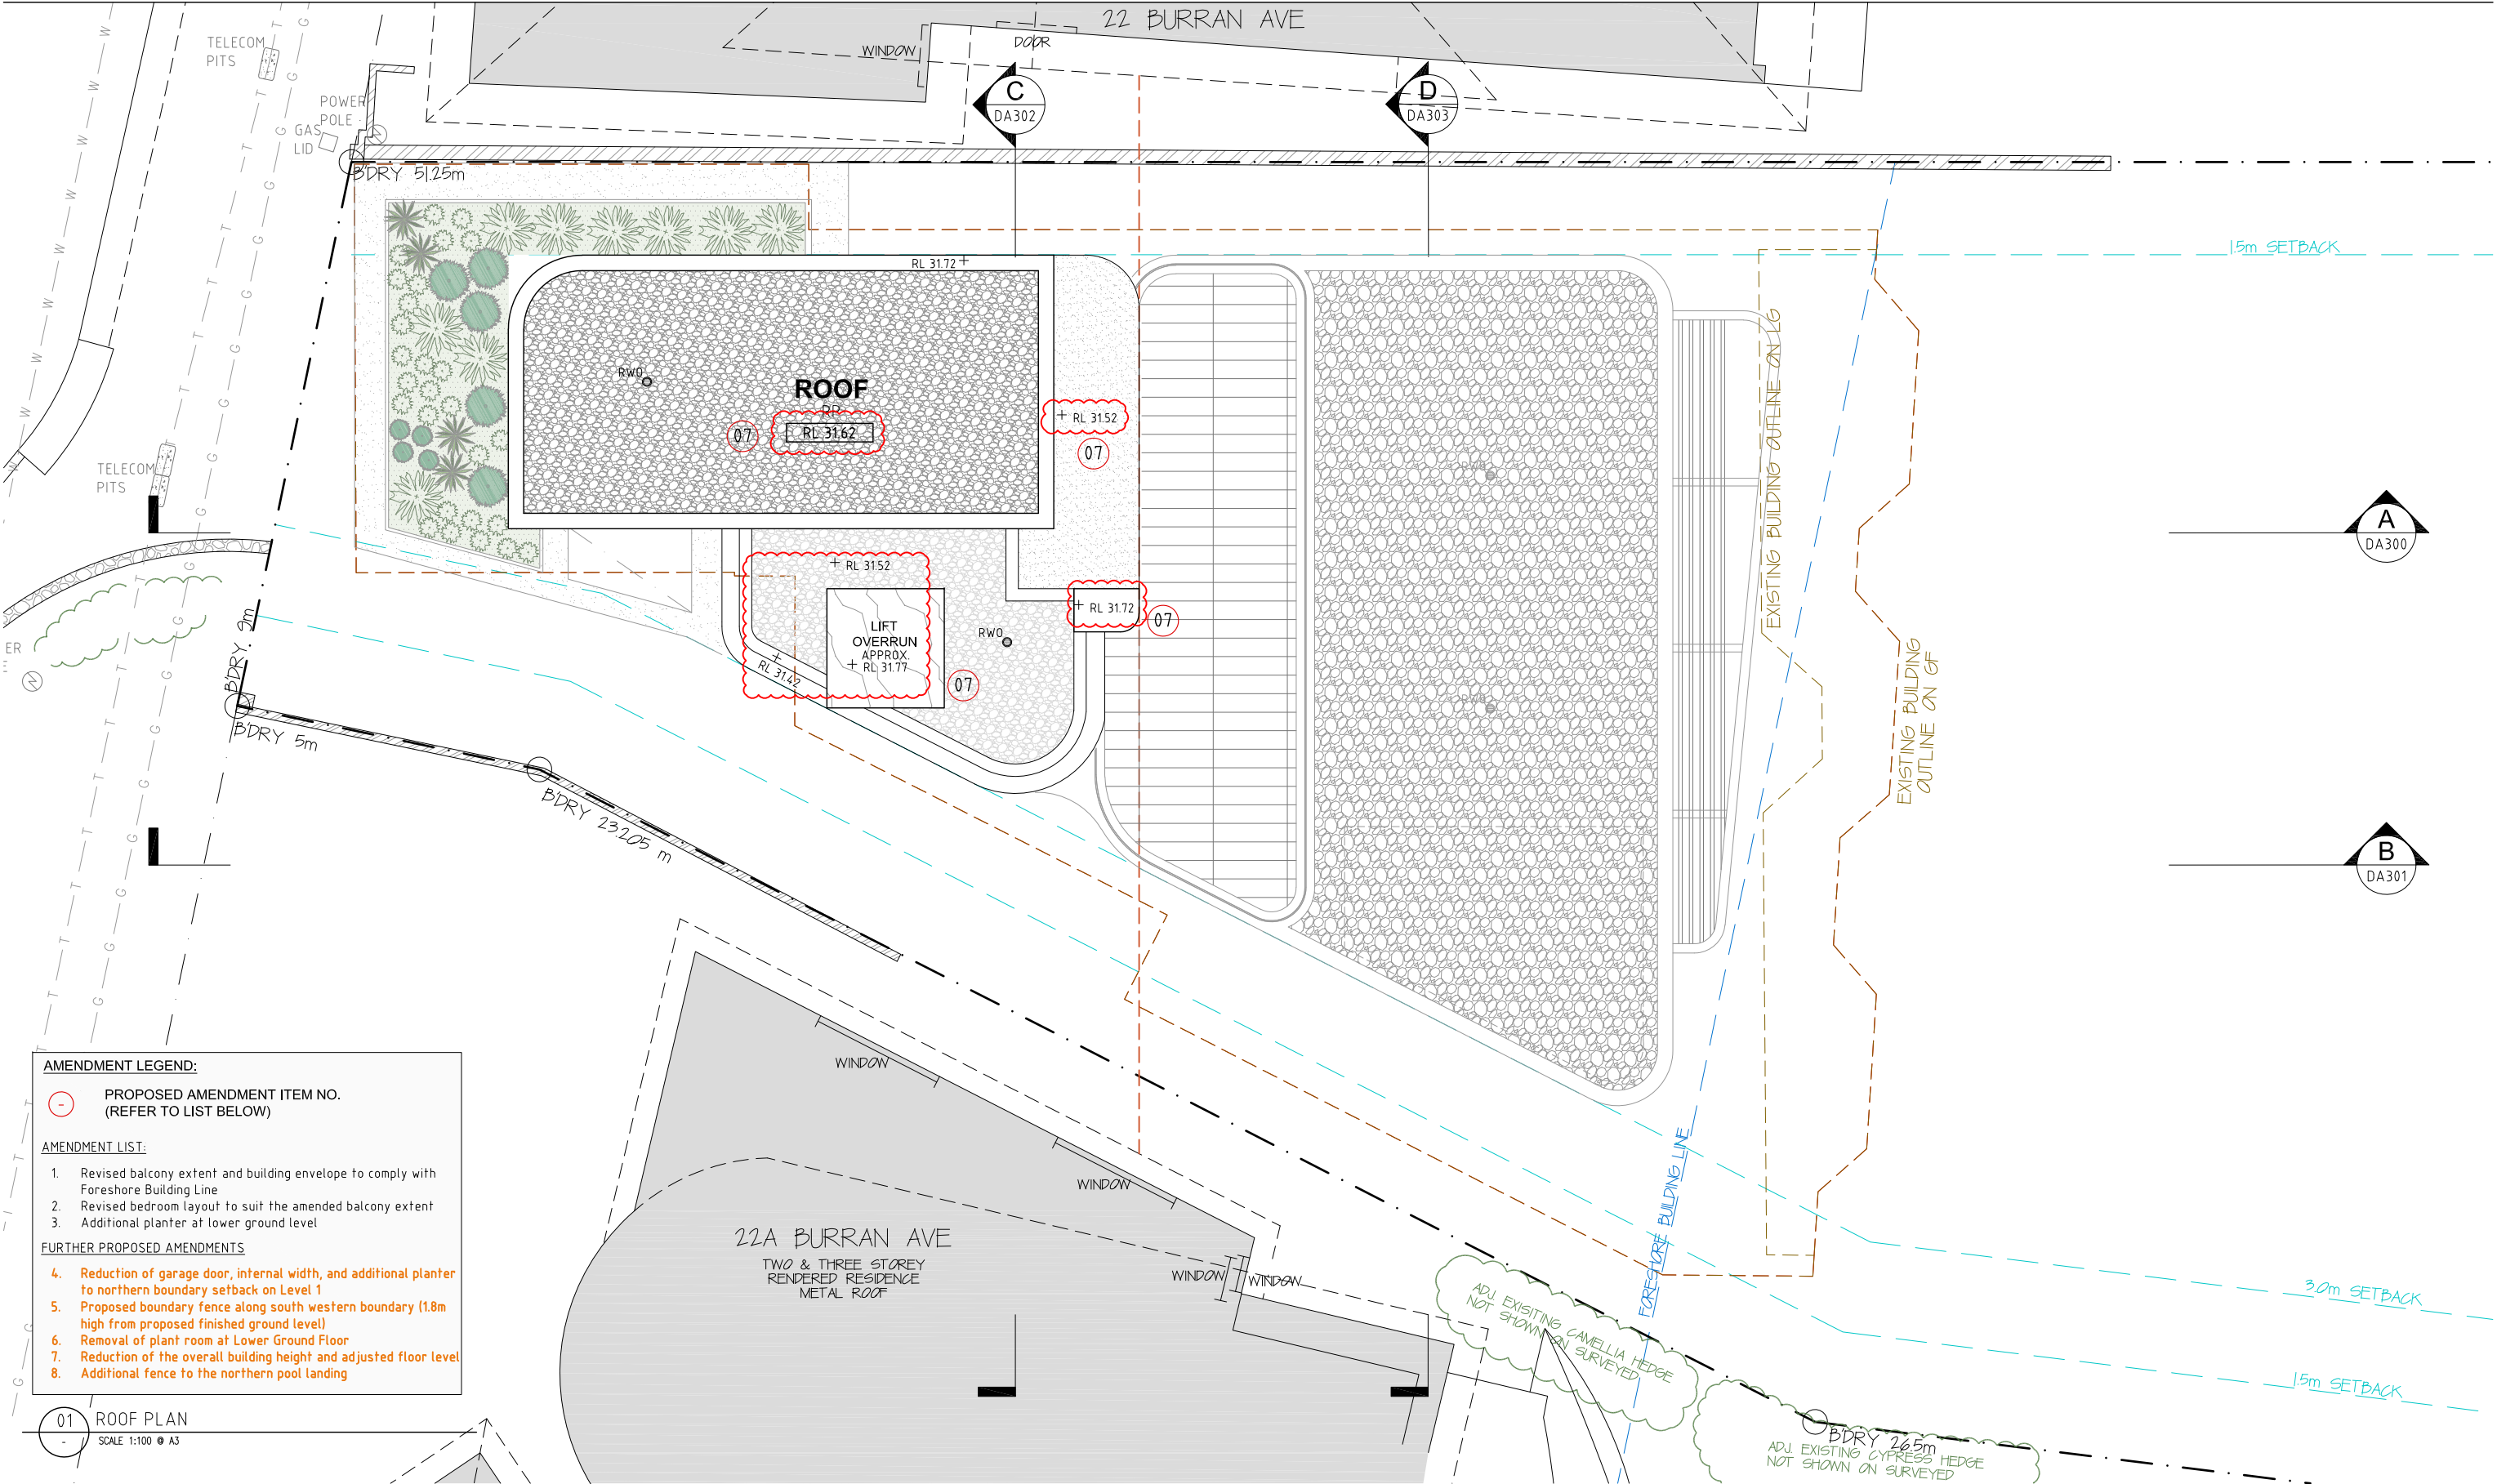 22 BURRAN AVE
TELECOM
PITS
WINDOW
DOOR
POWER
POLE
GAS
LID
C
DA302
D
DA303
B'DRY 51.25m
1.5m SETBACK
RL 31.72
RWO
ROOF
RL 31.62
07
RL 31.52
07
EXISTING BUILDING OUTLINE ON LG
TELECOM
PITS
A
DA300
RL 31.52
RL 31.72
07
LIFT
OVERRUN
APPROX.
RL 31.77
RWO
RL 31.42
07
EXISTING BUILDING
OUTLINE ON GF
B'DRY. 9m
B'DRY 5m
B'DRY 23.205 m
B
DA301
WINDOW
WINDOW
22A BURRAN AVE
TWO & THREE STOREY
RENDERED RESIDENCE
METAL ROOF
WINDOW
WINDOW
FORESHORE BUILDING LINE
ADJ. EXISITING CAMELLIA HEDGE
NOT SHOWN ON SURVEYED
3.0m SETBACK
1.5m SETBACK
B'DRY 26.5m
ADJ. EXISTING CYPRESS HEDGE
NOT SHOWN ON SURVEYED
AMENDMENT LEGEND:
- PROPOSED AMENDMENT ITEM NO.
(REFER TO LIST BELOW)
AMENDMENT LIST:
1. Revised balcony extent and building envelope to comply with
Foreshore Building Line
2. Revised bedroom layout to suit the amended balcony extent
3. Additional planter at lower ground level
FURTHER PROPOSED AMENDMENTS
4. Reduction of garage door, internal width, and additional planter
to northern boundary setback on Level 1
5. Proposed boundary fence along south western boundary (1.8m
high from proposed finished ground level)
6. Removal of plant room at Lower Ground Floor
7. Reduction of the overall building height and adjusted floor level
8. Additional fence to the northern pool landing
01 ROOF PLAN
- SCALE 1:100 @ A3